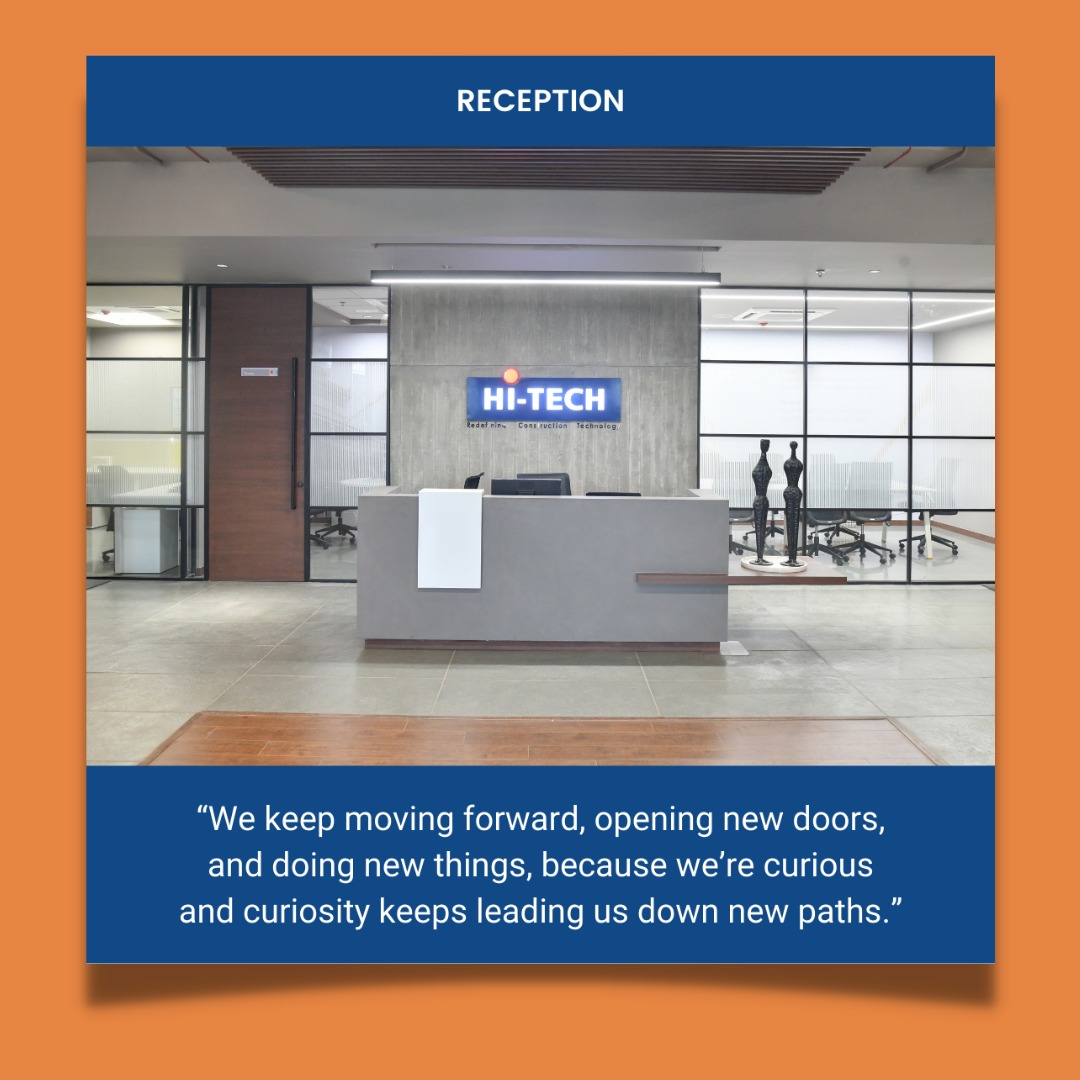 RECEPTION
HI-TECH
Construction Technology
“We keep moving forward, opening new doors,
and doing new things, because we’re curious
and curiosity keeps leading us down new paths.”